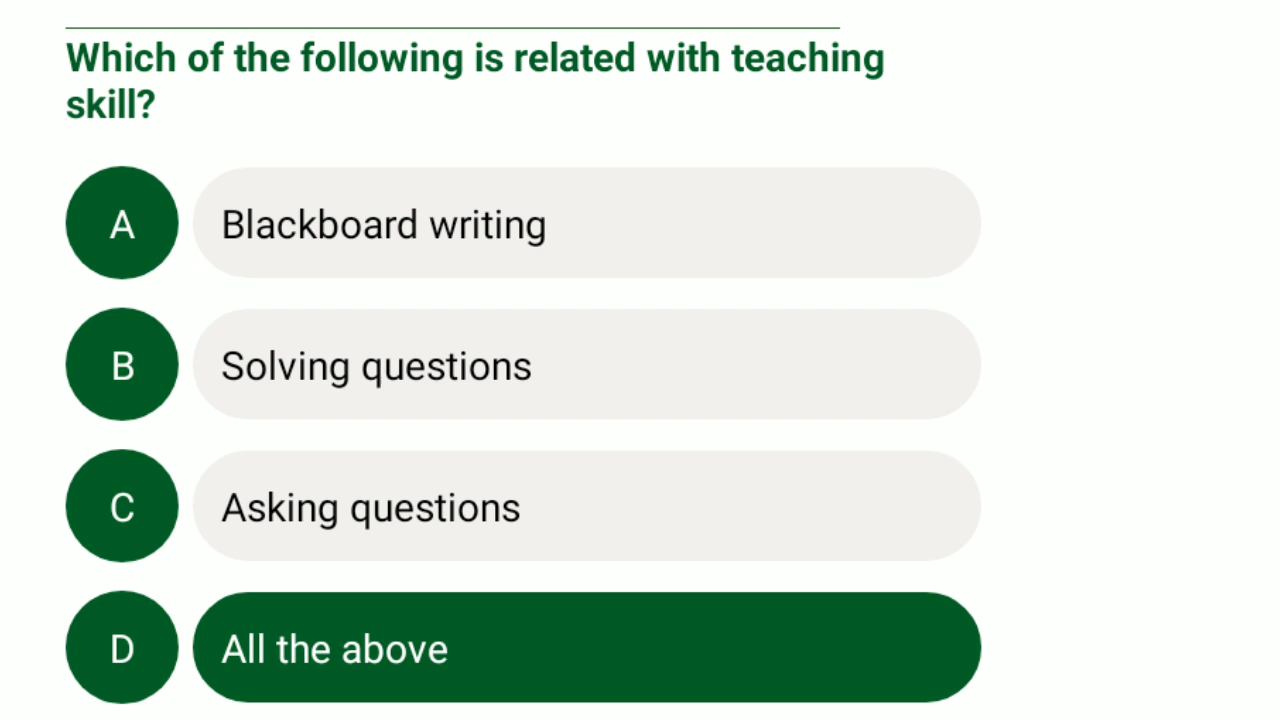 Which of the following is related with teaching
skill?
A Blackboard writing
B Solving questions
C Asking questions
D All the above